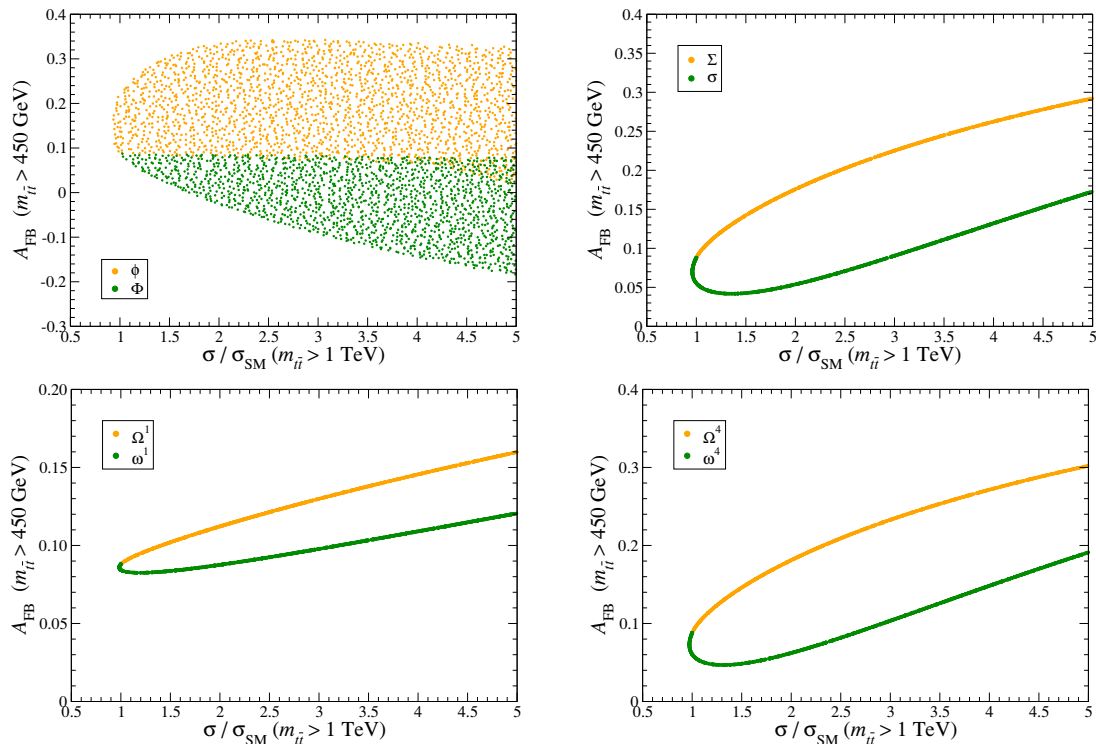 A_FB (m_tt̄ > 450 GeV)
0.4
0.3
0.2
0.1
0
-0.1
-0.2
-0.3
ϕ
Φ
0.5 1 1.5 2 2.5 3 3.5 4 4.5 5
σ / σ_SM (m_tt̄ > 1 TeV)
A_FB (m_tt̄ > 450 GeV)
0.4
0.3
0.2
0.1
0.05
0.15
0.25
0.35
0
Σ
σ
0.5 1 1.5 2 2.5 3 3.5 4 4.5 5
σ / σ_SM (m_tt̄ > 1 TeV)
A_FB (m_tt̄ > 450 GeV)
0.20
0.15
0.10
0.05
0
Ω^1
ω^1
0.5 1 1.5 2 2.5 3 3.5 4 4.5 5
σ / σ_SM (m_tt̄ > 1 TeV)
A_FB (m_tt̄ > 450 GeV)
0.4
0.3
0.2
0.1
0
Ω^4
ω^4
0.5 1 1.5 2 2.5 3 3.5 4 4.5 5
σ / σ_SM (m_tt̄ > 1 TeV)